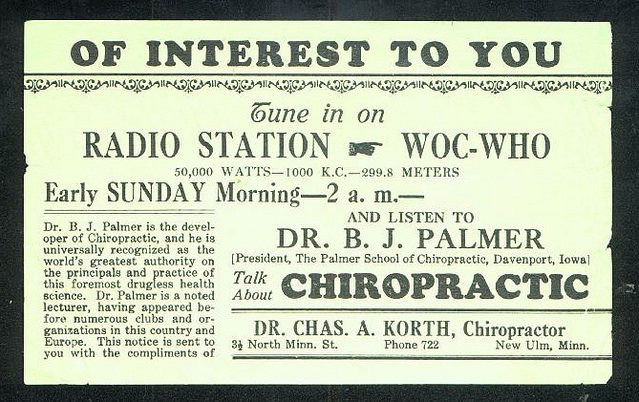 OF INTEREST TO YOU
Tune in on
RADIO STATION ☛ WOC-WHO
50,000 WATTS—1000 K.C.—299.8 METERS
Early SUNDAY Morning—2 a. m.—
Dr. B. J. Palmer is the devel-
oper of Chiropractic, and he is
universally recognized as the
world's greatest authority on
the principals and practice of
this foremost drugless health
science. Dr. Palmer is a noted
lecturer, having appeared be-
fore numerous clubs and or-
ganizations in this country and
Europe. This notice is sent to
you with the compliments of
AND LISTEN TO
DR. B. J. PALMER
[President, The Palmer School of Chiropractic, Davenport, Iowa]
Talk About CHIROPRACTIC
DR. CHAS. A. KORTH, Chiropractor
3½ North Minn. St. Phone 722 New Ulm, Minn.